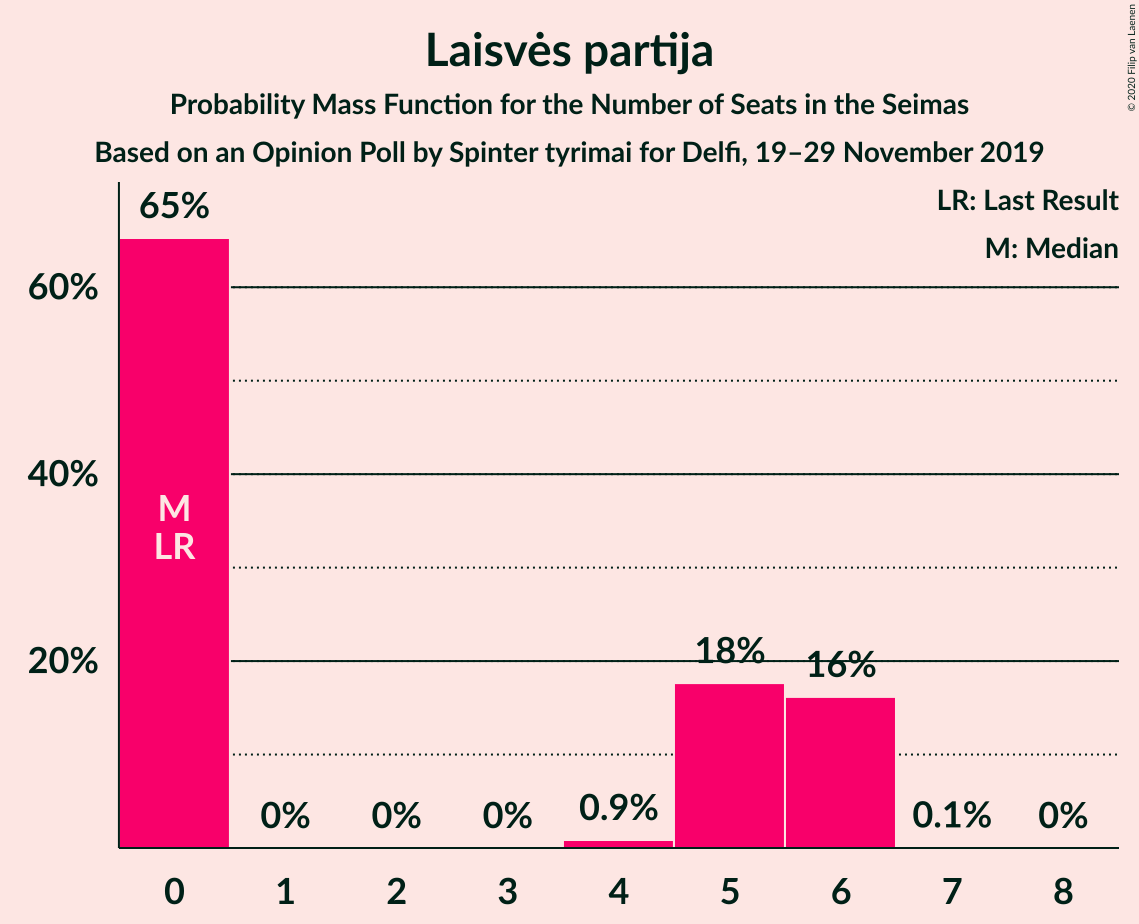 Laisvės partija
Probability Mass Function for the Number of Seats in the Seimas
Based on an Opinion Poll by Spinter tyrimai for Delfi, 19–29 November 2019
© 2020 Filip van Laenen
LR: Last Result
M: Median
65%
60%
40%
M
LR
20%
18%
16%
0%
0%
0%
0.9%
0.1%
0%
0
1
2
3
4
5
6
7
8